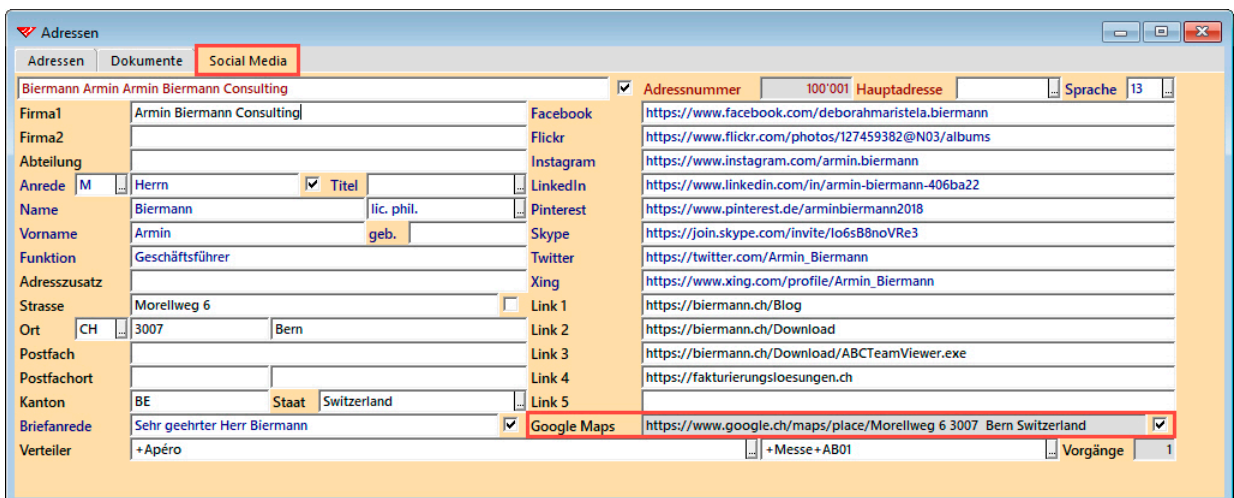 Adressen
Adressen Dokumente Social Media
Biermann Armin Armin Biermann Consulting Adressnummer 100'001 Hauptadresse ... Sprache 13 ...
Firma1 Armin Biermann Consulting Facebook https://www.facebook.com/deborahmaristela.biermann
Firma2 Flickr https://www.flickr.com/photos/127459382@N03/albums
Abteilung Instagram https://www.instagram.com/armin.biermann
Anrede M ... Herrn Titel ... LinkedIn https://www.linkedin.com/in/armin-biermann-406ba22
Name Biermann lic. phil. ... Pinterest https://www.pinterest.de/arminbiermann2018
Vorname Armin geb. Skype https://join.skype.com/invite/Io6sB8noVRe3
Funktion Geschäftsführer Twitter https://twitter.com/Armin_Biermann
Adresszusatz Xing https://www.xing.com/profile/Armin_Biermann
Strasse Morellweg 6 Link 1 https://biermann.ch/Blog
Ort CH ... 3007 Bern Link 2 https://biermann.ch/Download
Postfach Link 3 https://biermann.ch/Download/ABCTeamViewer.exe
Postfachort Link 4 https://fakturierungsloesungen.ch
Kanton BE Staat Switzerland ... Link 5
Briefanrede Sehr geehrter Herr Biermann Google Maps https://www.google.ch/maps/place/Morellweg 6 3007 Bern Switzerland
Verteiler +Apéro ... +Messe+AB01 ... Vorgänge 1